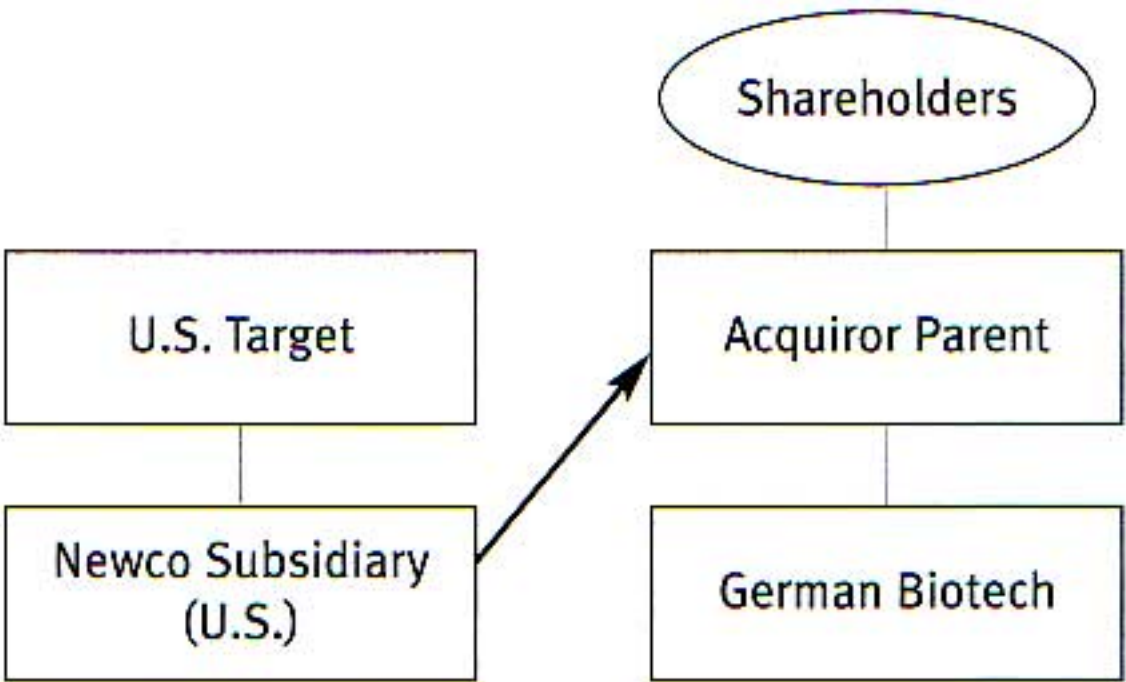 Shareholders
U.S. Target
Acquiror Parent
Newco Subsidiary
(U.S.)
German Biotech